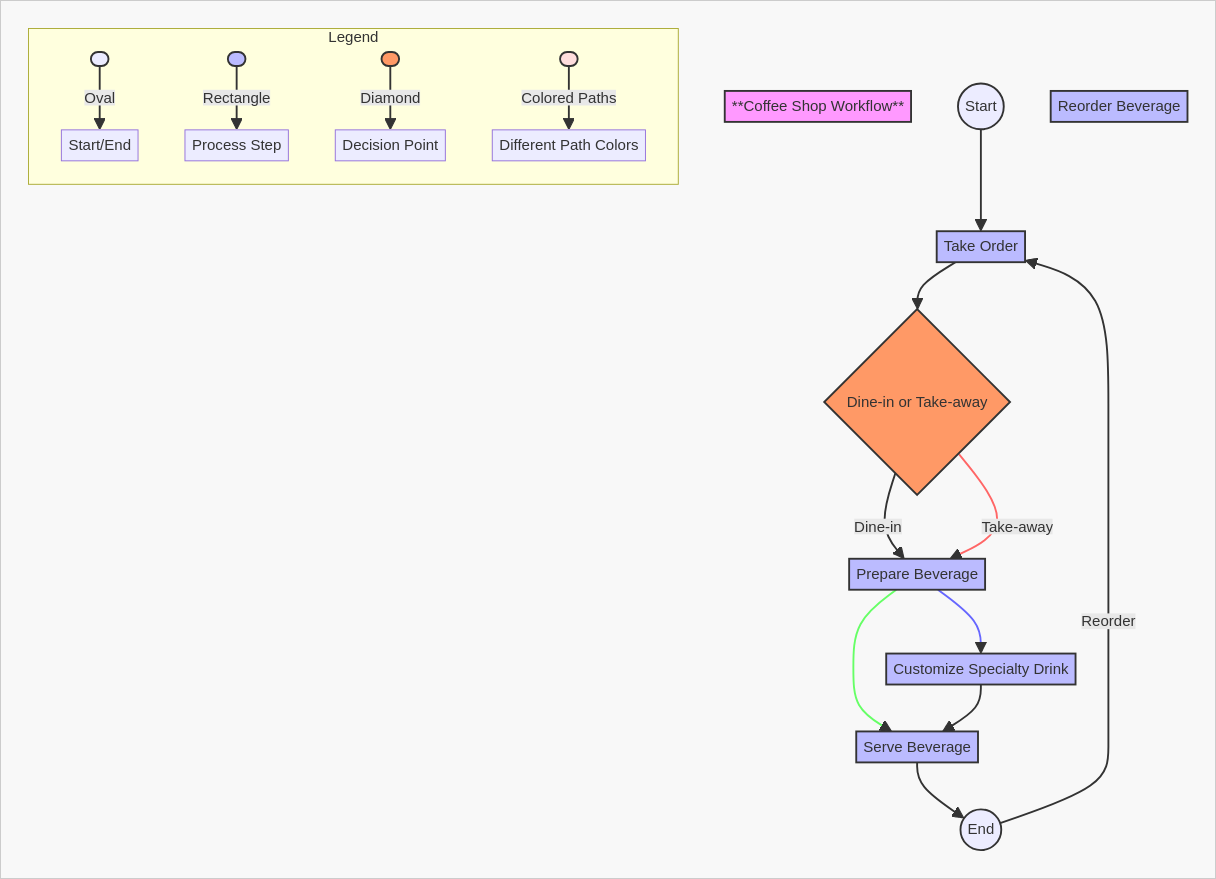 Legend
Oval
Rectangle
Diamond
Colored Paths
Start/End
Process Step
Decision Point
Different Path Colors
**Coffee Shop Workflow**
Start
Reorder Beverage
Take Order
Dine-in or Take-away
Dine-in
Take-away
Prepare Beverage
Reorder
Customize Specialty Drink
Serve Beverage
End